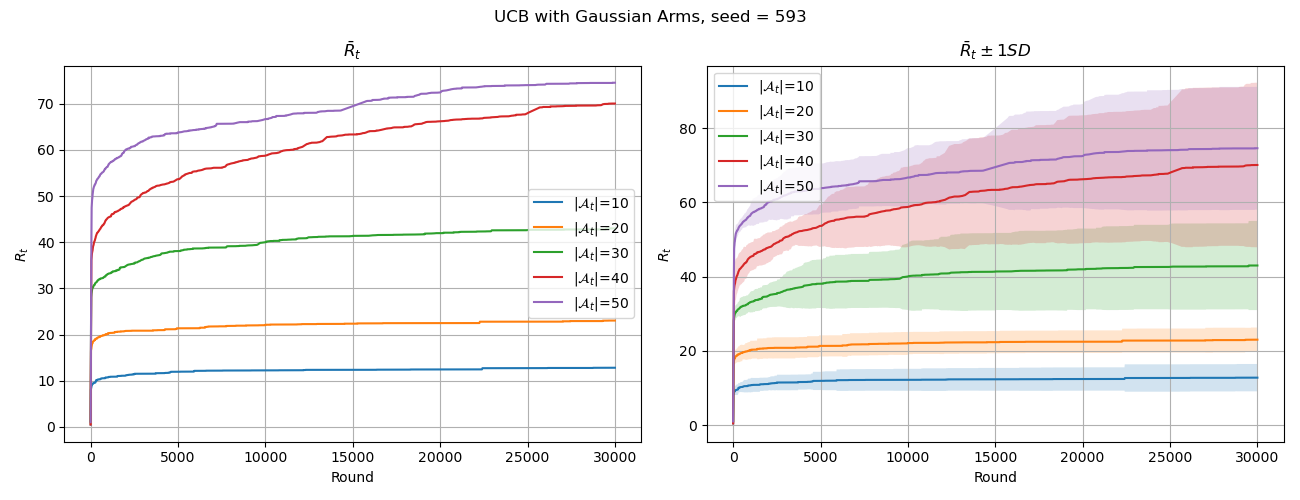 UCB with Gaussian Arms, seed = 593
R̄ₜ
70
60
50
40
30
20
10
0
Rₜ
0 5000 10000 15000 20000 25000 30000
Round
|𝒜ₜ|=10
|𝒜ₜ|=20
|𝒜ₜ|=30
|𝒜ₜ|=40
|𝒜ₜ|=50
R̄ₜ ± 1SD
80
60
40
20
0
Rₜ
0 5000 10000 15000 20000 25000 30000
Round
|𝒜ₜ|=10
|𝒜ₜ|=20
|𝒜ₜ|=30
|𝒜ₜ|=40
|𝒜ₜ|=50